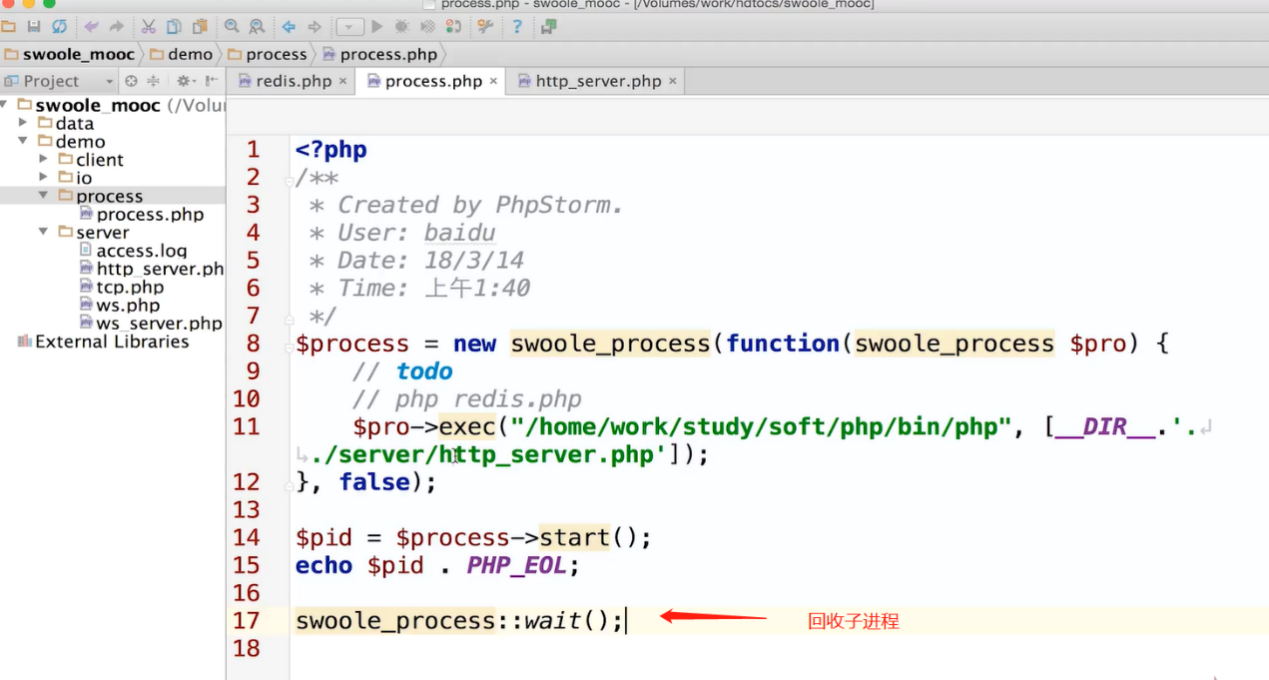 process.php - swoole_mooc - [/Volumes/work/hdtocs/swoole_mooc]
swoole_mooc demo process process.php
Project
redis.php × process.php × http_server.php ×
swoole_mooc (/Volu
data
demo
client
io
process
process.php
server
access.log
http_server.ph
tcp.php
ws.php
ws_server.php
External Libraries
1 <?php
2 /**
3 * Created by PhpStorm.
4 * User: baidu
5 * Date: 18/3/14
6 * Time: 上午1:40
7 */
8 $process = new swoole_process(function(swoole_process $pro) {
9 // todo
10 // php redis.php
11 $pro->exec("/home/work/study/soft/php/bin/php", [__DIR__.'.
./server/http_server.php']);
12 }, false);
13
14 $pid = $process->start();
15 echo $pid . PHP_EOL;
16
17 swoole_process::wait(); 回收子进程
18